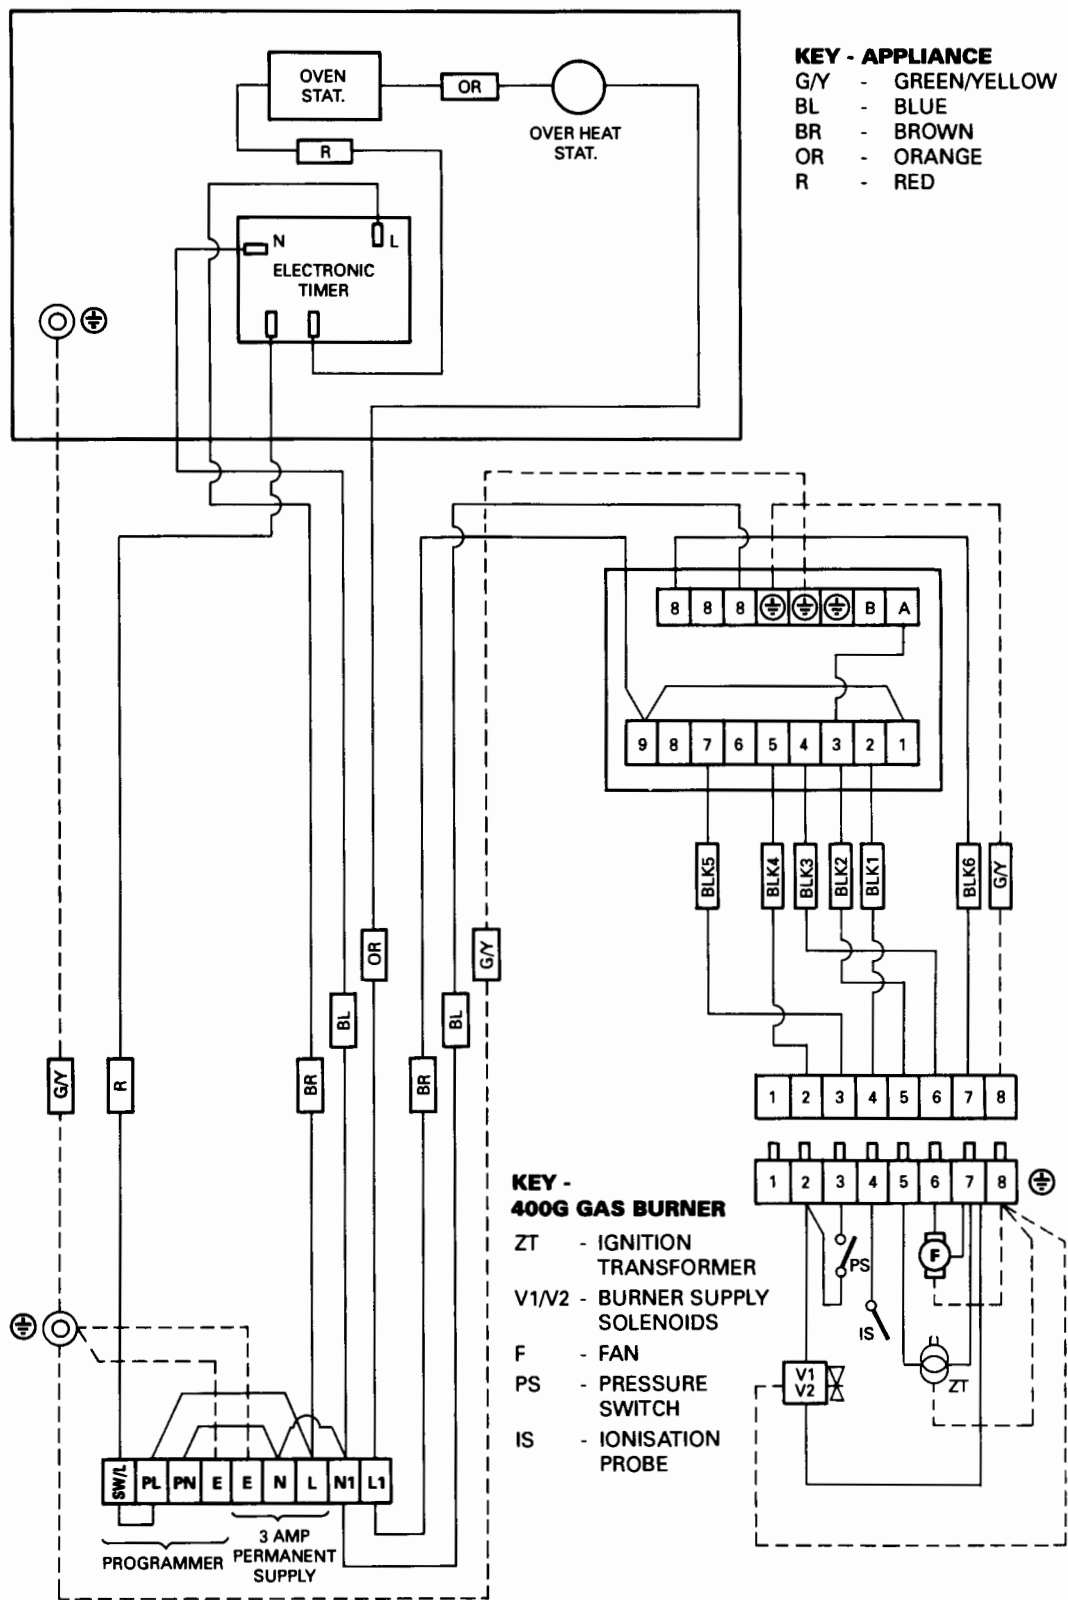 OVEN
STAT.
OR
OVER HEAT
STAT.
R
KEY - APPLIANCE
G/Y - GREEN/YELLOW
BL - BLUE
BR - BROWN
OR - ORANGE
R - RED
N
L
ELECTRONIC
TIMER
8 8 8 B A
9 8 7 6 5 4 3 2 1
BLK5
BLK4
BLK3
BLK2
BLK1
BLK6
G/Y
OR
G/Y
BL
BL
G/Y
R
BR
BR
1 2 3 4 5 6 7 8
1 2 3 4 5 6 7 8
KEY -
400G GAS BURNER
ZT - IGNITION
TRANSFORMER
V1/V2 - BURNER SUPPLY
SOLENOIDS
F - FAN
PS - PRESSURE
SWITCH
IS - IONISATION
PROBE
F
PS
IS
ZT
V1
V2
SW/L PL PN E E N L N1 L1
PROGRAMMER
3 AMP
PERMANENT
SUPPLY